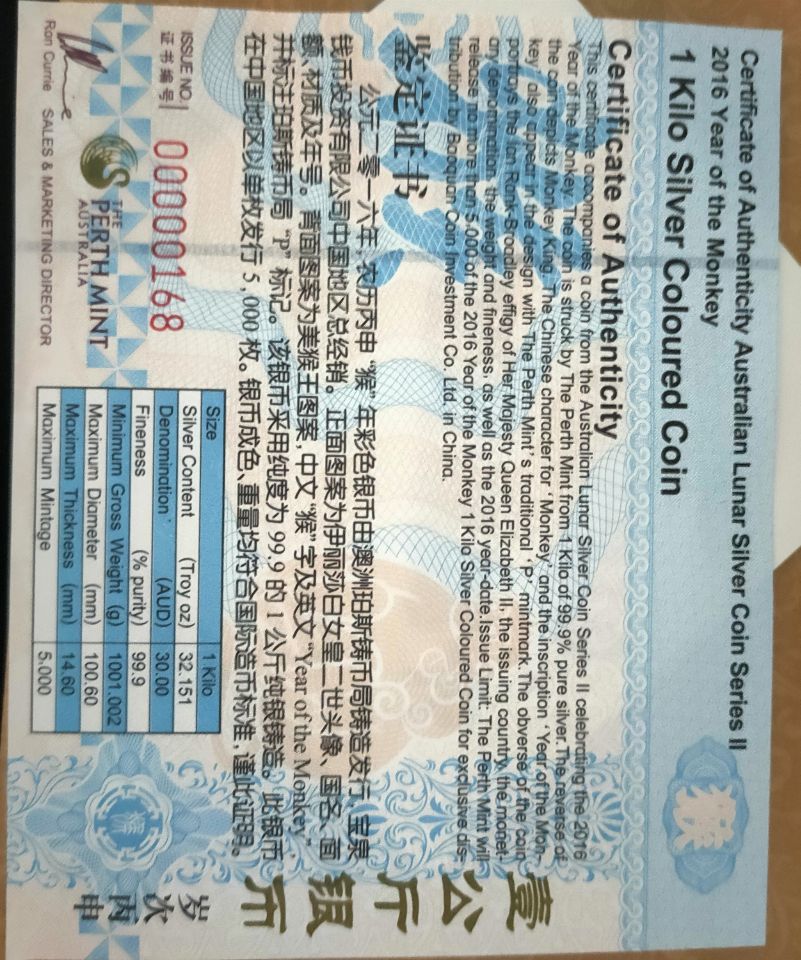 Certificate of Authenticity Australian Lunar Silver Coin Series II
2016 Year of the Monkey
1 Kilo Silver Coloured Coin
猴
Certificate of Authenticity
This certificate accompanies a coin from the Australian Lunar Silver Coin Series II celebrating the 2016
Year of the Monkey. The coin is struck by The Perth Mint from 1 Kilo of 99.9% pure silver. The reverse of
the coin depicts Monkey King. The Chinese character for 'Monkey' and the inscription 'Year of the Mon-
key' also appear in the design with The Perth Mint's traditional 'P' mintmark. The obverse of the coin
portrays the Ian Rank-Broadley effigy of Her Majesty Queen Elizabeth II, the issuing country, the monet-
ary denomination, the weight and fineness, as well as the 2016 year-date. Issue Limit: The Perth Mint will
release no more than 5,000 of the 2016 Year of the Monkey 1 Kilo Silver Coloured Coin for exclusive dis-
tribution by Baoquan Coin Investment Co. Ltd. in China.
鉴定证书
公元二零一六年 农历丙申“猴”年彩色银币由澳洲珀斯铸币局铸造发行，宝泉
钱币投资有限公司中国地区总经销。正面图案为伊丽莎白女皇二世头像、国名、面
额、材质及年号。背面图案为美猴王图案，中文“猴”字及英文“Year of the Monkey”，
并标注珀斯铸币局“p”标记。该银币采用纯度为 99.9 的 1 公斤纯银铸造。此银币
在中国地区以单枚发行 5,000 枚。银币成色、重量均符合国际造币标准，谨此证明。
壹公斤银币
岁次丙申
ISSUE NO.
证书编号
00000168
Ron Currie SALES & MARKETING DIRECTOR
THE
PERTH MINT
AUSTRALIA
Size 1 Kilo
Silver Content (Troy oz) 32.151
Denomination (AUD) 30.00
Fineness (% purity) 99.9
Minimum Gross Weight (g) 1001.002
Maximum Diameter (mm) 100.60
Maximum Thickness (mm) 14.60
Maximum Mintage 5.000